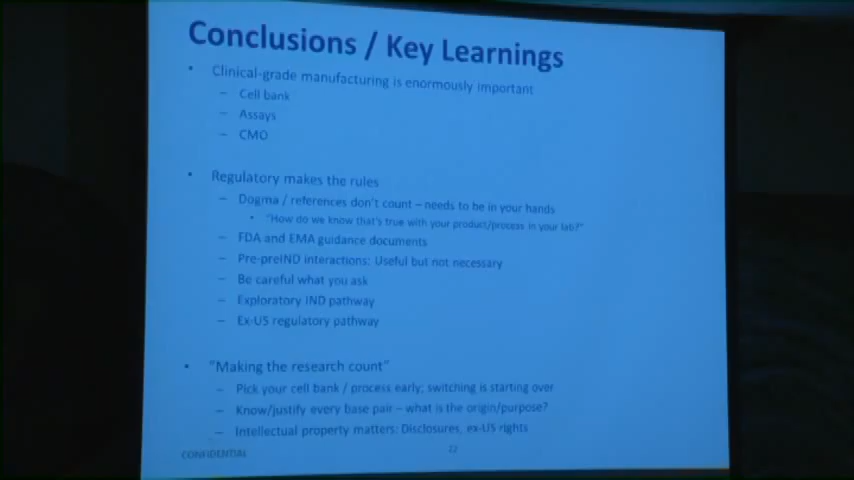 Conclusions / Key Learnings
• Clinical-grade manufacturing is enormously important
– Cell bank
– Assays
– CMO
• Regulatory makes the rules
– Dogma / references don't count – needs to be in your hands
• "How do we know that's true with your product/process in your lab?"
– FDA and EMA guidance documents
– Pre-preIND interactions: Useful but not necessary
– Be careful what you ask
– Exploratory IND pathway
– Ex-US regulatory pathway
• "Making the research count"
– Pick your cell bank / process early; switching is starting over
– Know/justify every base pair – what is the origin/purpose?
– Intellectual property matters: Disclosures, ex-US rights
CONFIDENTIAL 22